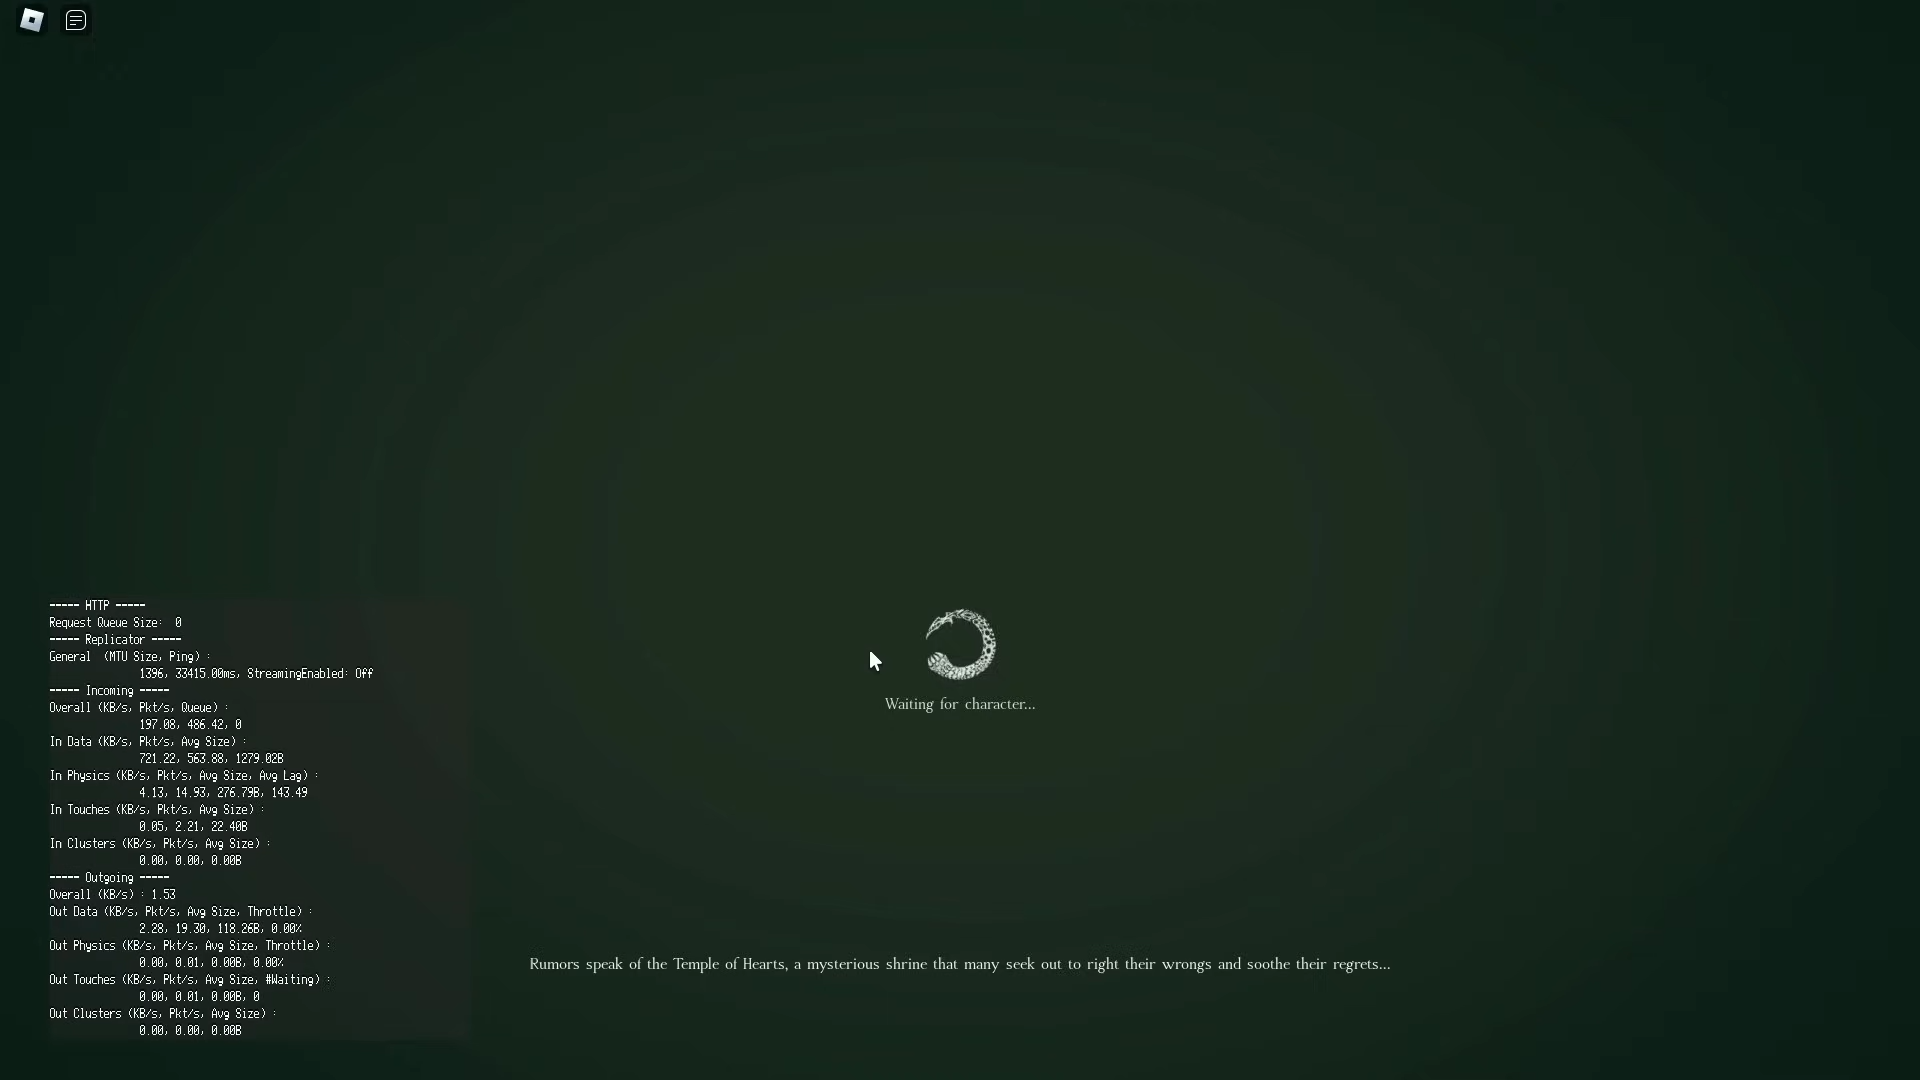 ----- HTTP -----
Request Queue Size:  0
----- Replicator -----
General  (MTU Size, Ping) :
1396, 33415.00ms, StreamingEnabled: Off
----- Incoming -----
Overall (KB/s, Pkt/s, Queue) :
197.08, 486.42, 0
In Data (KB/s, Pkt/s, Avg Size) :
721.22, 563.88, 1279.02B
In Physics (KB/s, Pkt/s, Avg Size, Avg Lag) :
4.13, 14.93, 276.79B, 143.49
In Touches (KB/s, Pkt/s, Avg Size) :
0.05, 2.21, 22.40B
In Clusters (KB/s, Pkt/s, Avg Size) :
0.00, 0.00, 0.00B
----- Outgoing -----
Overall (KB/s) : 1.53
Out Data (KB/s, Pkt/s, Avg Size, Throttle) :
2.28, 19.30, 118.26B, 0.00%
Out Physics (KB/s, Pkt/s, Avg Size, Throttle) :
0.00, 0.01, 0.00B, 0.00%
Out Touches (KB/s, Pkt/s, Avg Size, #Waiting) :
0.00, 0.01, 0.00B, 0
Out Clusters (KB/s, Pkt/s, Avg Size) :
0.00, 0.00, 0.00B
Waiting for character...
Rumors speak of the Temple of Hearts, a mysterious shrine that many seek out to right their wrongs and soothe their regrets...